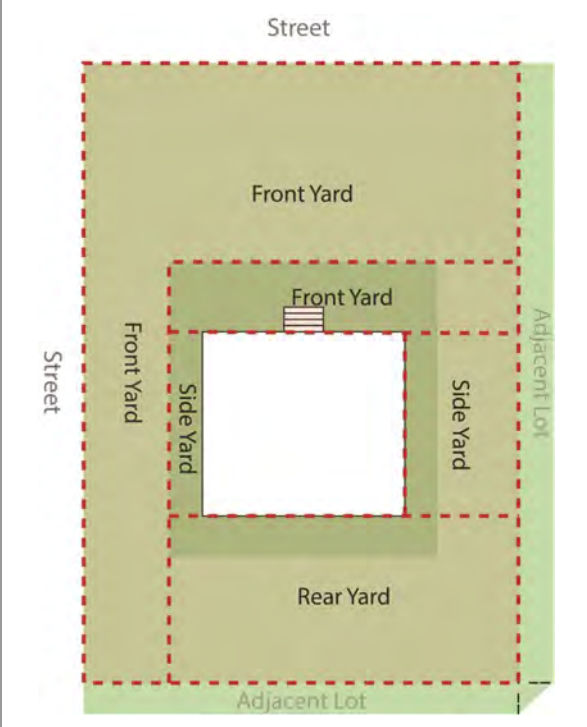 Street
Front Yard
Front Yard
Street
Front Yard
Side Yard
Side Yard
Adjacent Lot
Rear Yard
Adjacent Lot